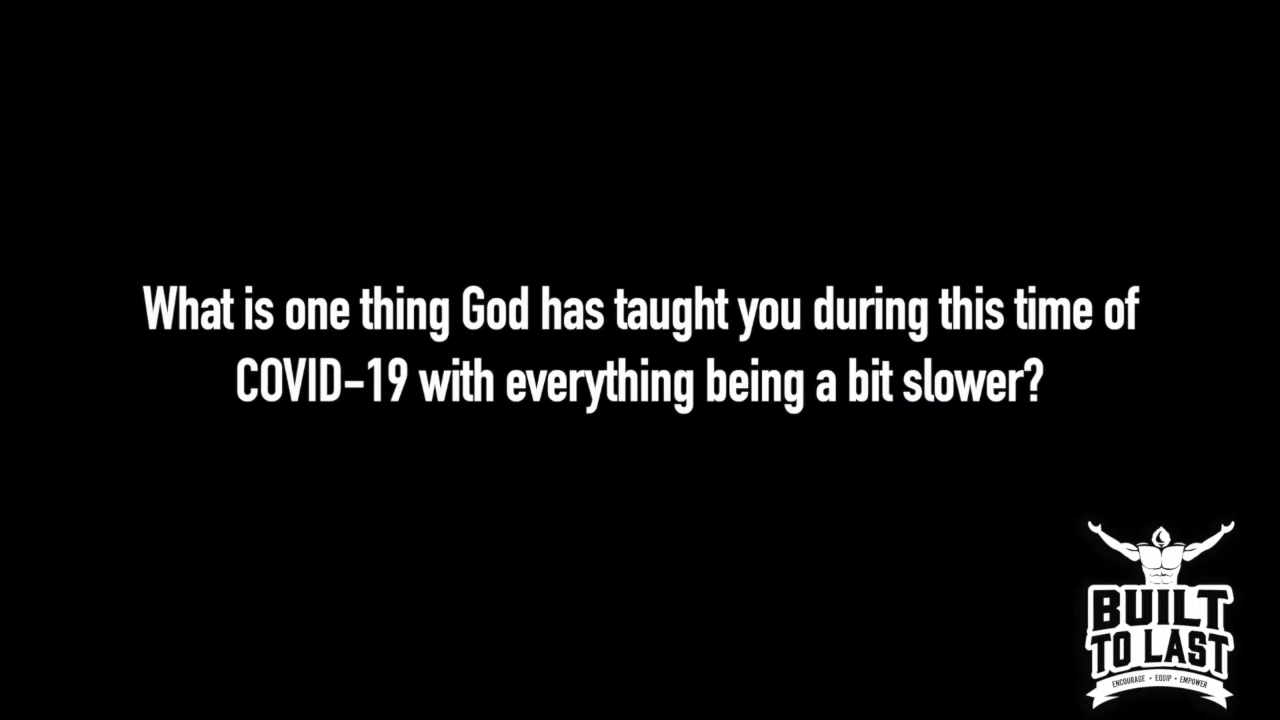 What is one thing God has taught you during this time of
COVID-19 with everything being a bit slower?
BUILT
TO LAST
ENCOURAGE • EQUIP • EMPOWER